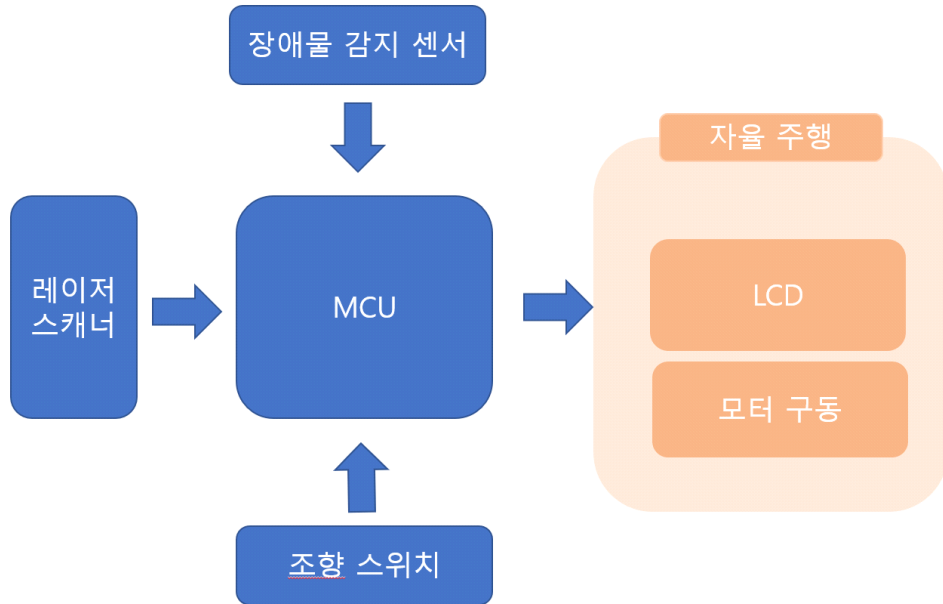 장애물 감지 센서
자율 주행
레이저
스캐너
MCU
LCD
모터 구동
조향 스위치